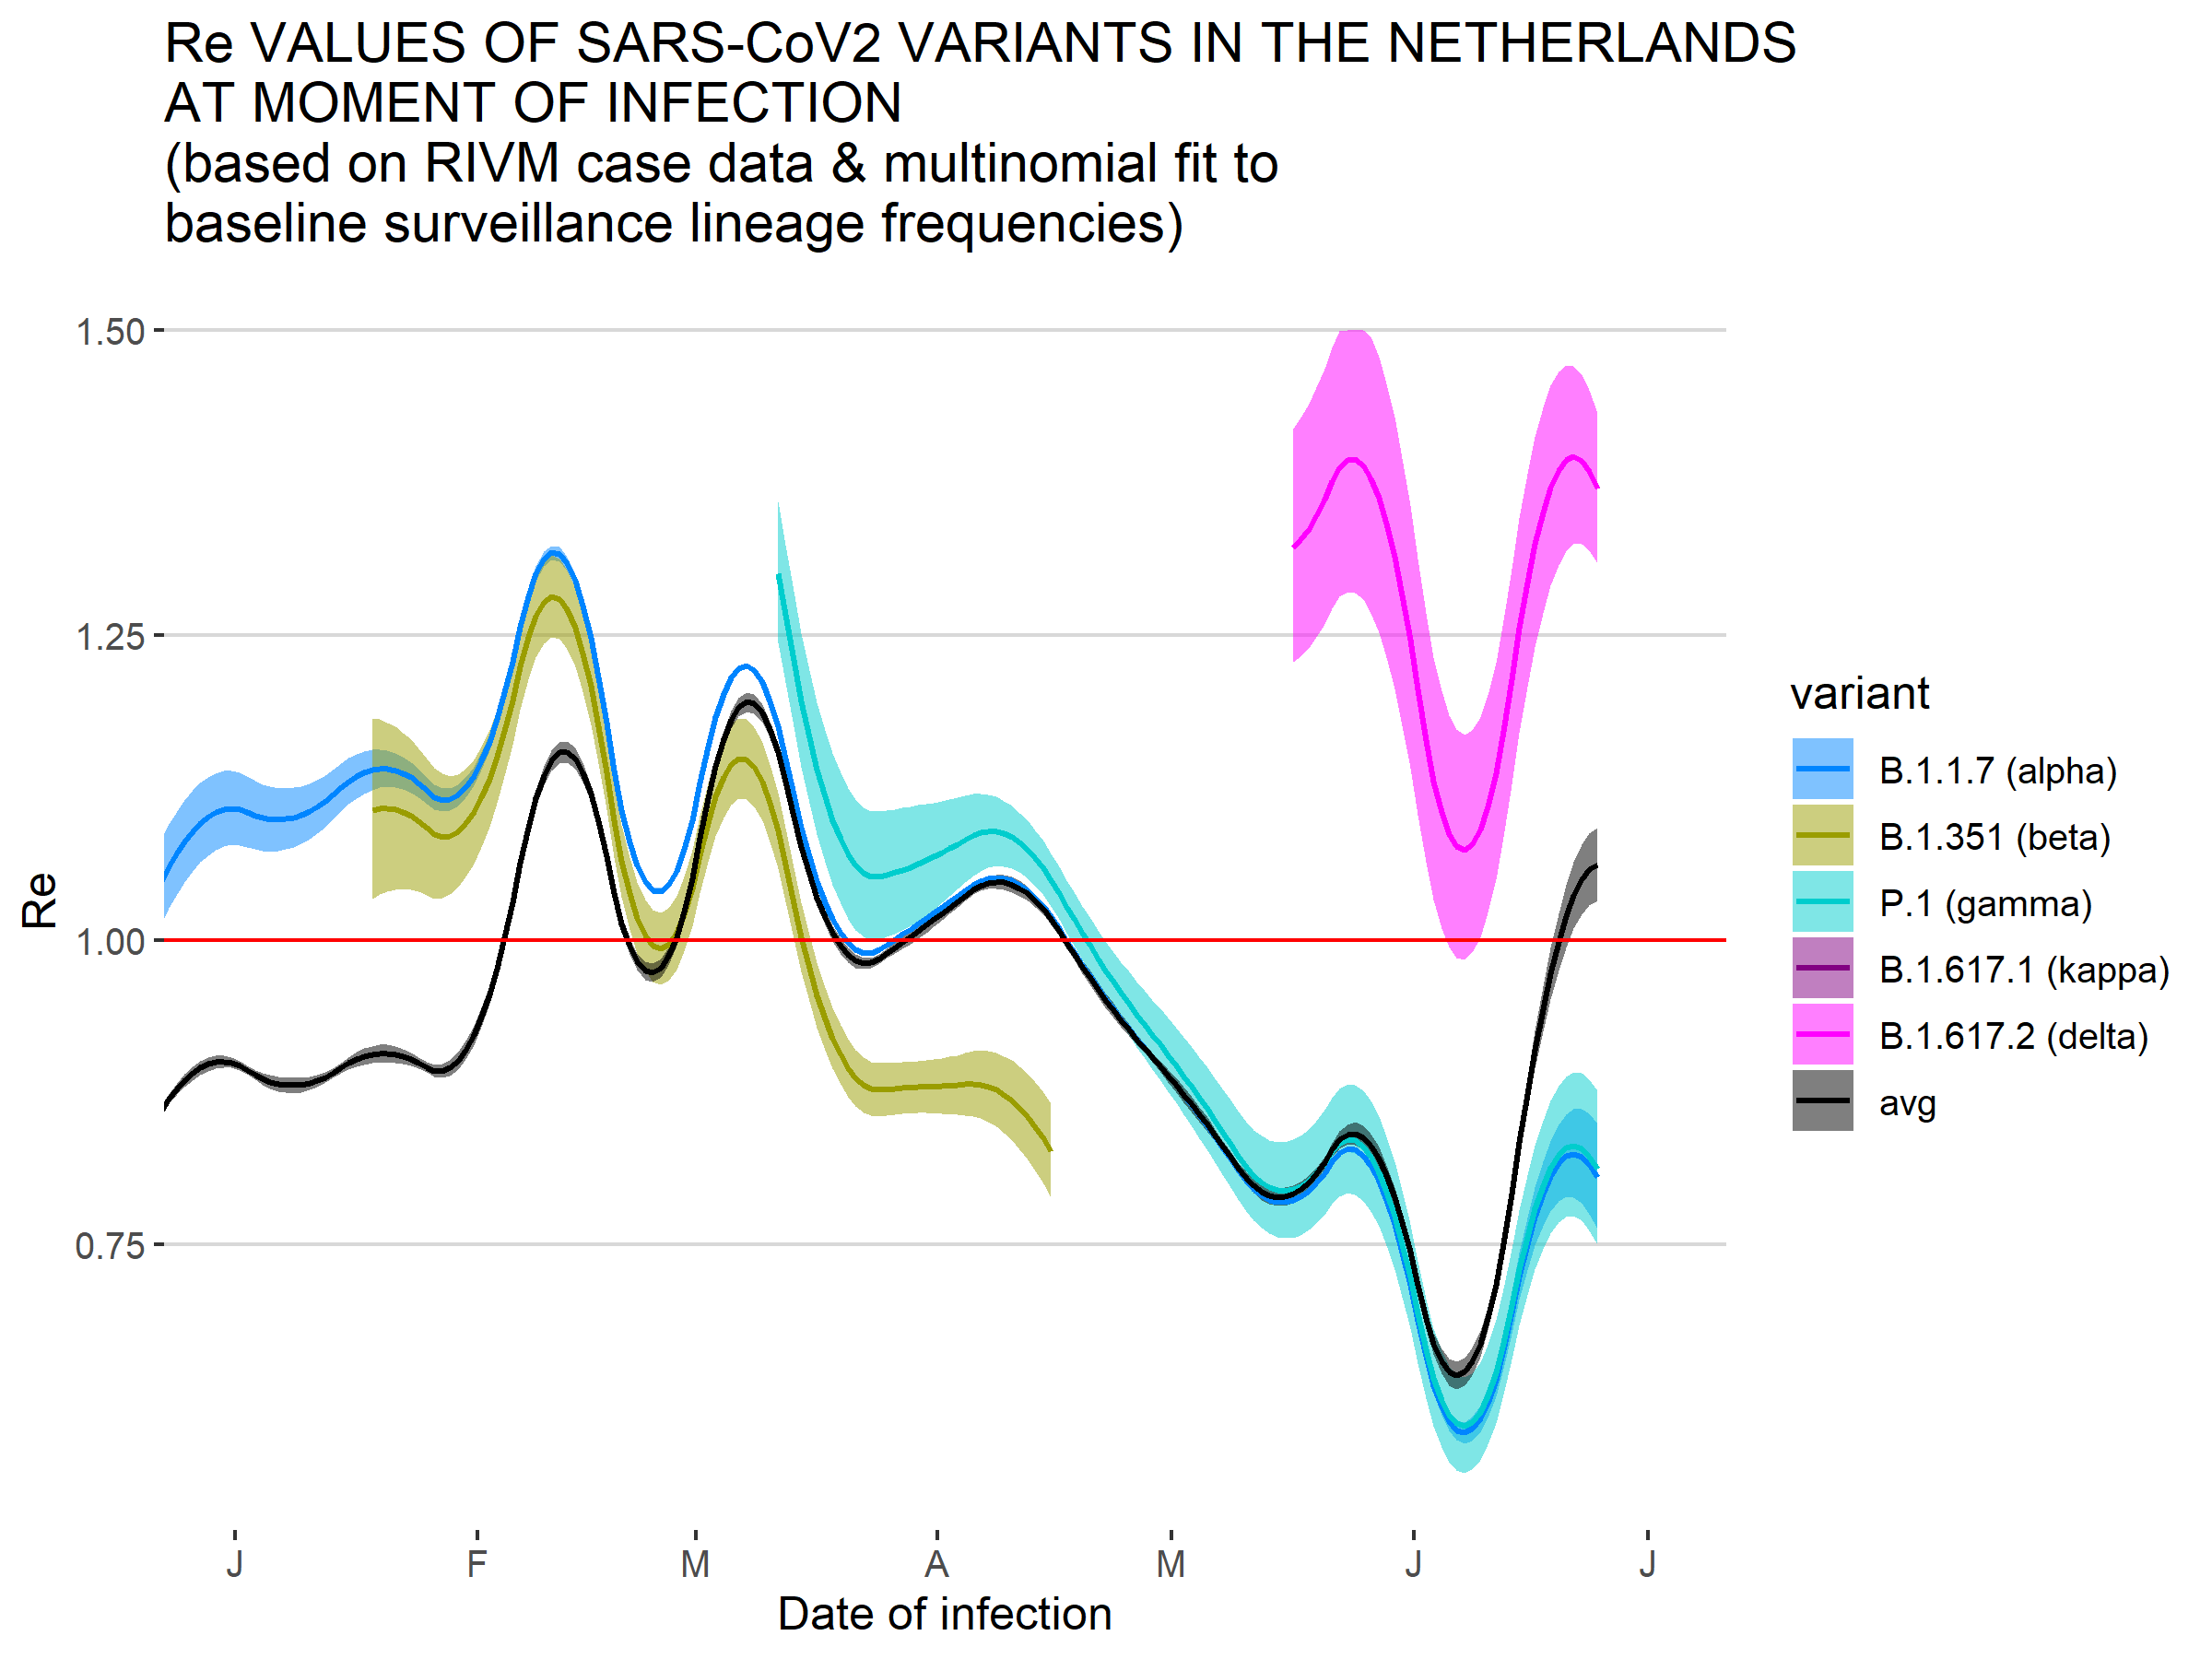 Re VALUES OF SARS-CoV2 VARIANTS IN THE NETHERLANDS
AT MOMENT OF INFECTION
(based on RIVM case data & multinomial fit to
baseline surveillance lineage frequencies)
1.50
1.25
1.00
0.75
Re
J F M A M J J
Date of infection
variant
B.1.1.7 (alpha)
B.1.351 (beta)
P.1 (gamma)
B.1.617.1 (kappa)
B.1.617.2 (delta)
avg